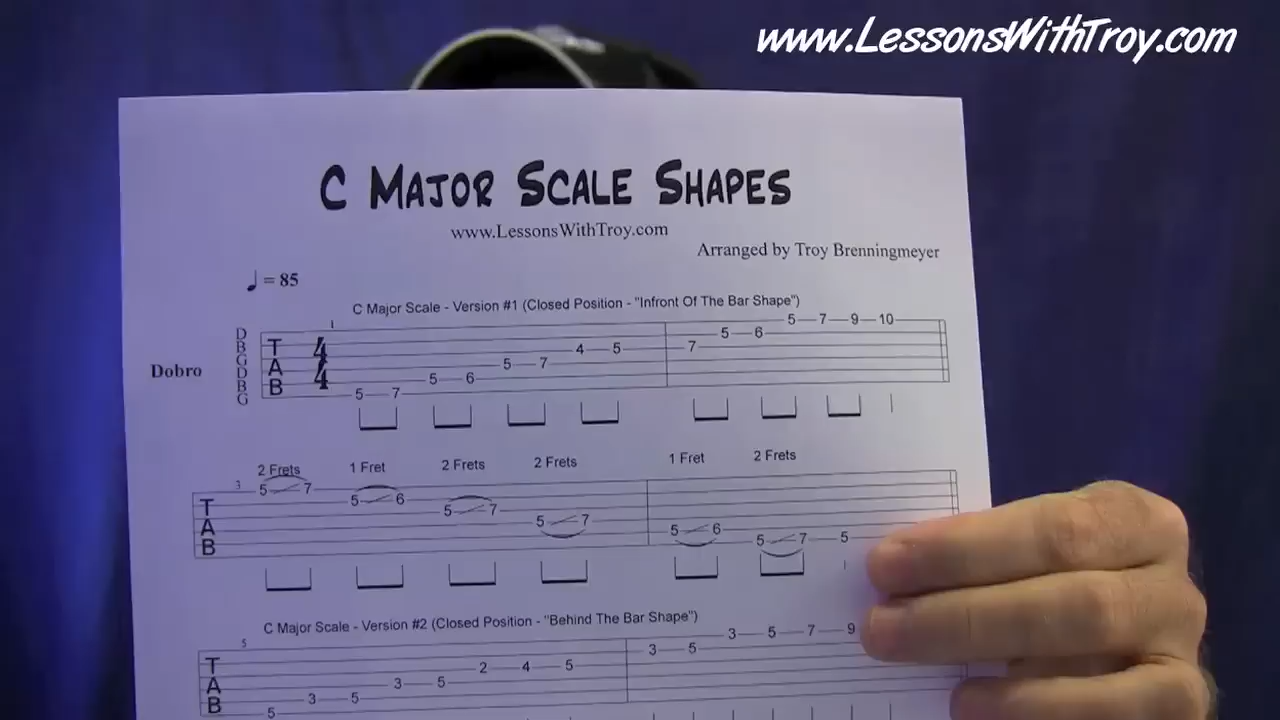 www.LessonsWithTroy.com
C Major Scale Shapes
www.LessonsWithTroy.com
Arranged by Troy Brenningmeyer
♩ = 85
C Major Scale - Version #1 (Closed Position - "Infront Of The Bar Shape")
Dobro
D
B
G
D
B
G
T
A
B
4
4
1
5 7 5 6 5 7 4 5 7 5 6 5 7 9 10
2 Frets 1 Fret 2 Frets 2 Frets 1 Fret 2 Frets
3
T
A
B
5 7 5 6 5 7 5 7 5 6 5 7 5
C Major Scale - Version #2 (Closed Position - "Behind The Bar Shape")
5
T
A
B
5 3 5 3 5 2 4 5 3 5 3 5 7 9